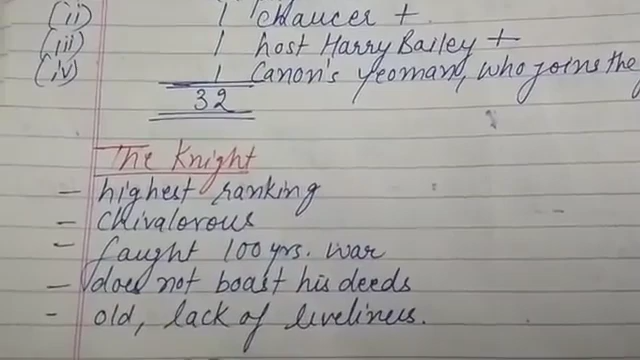 (ii) 1 Chaucer +
(iii) 1 host Harry Bailey +
(iv) 1 Canon's yeoman, who joins the
32
The Knight
- highest ranking
- chivalorous
- faught 100 yrs. war
- does not boast his deeds
- old, lack of liveliness.